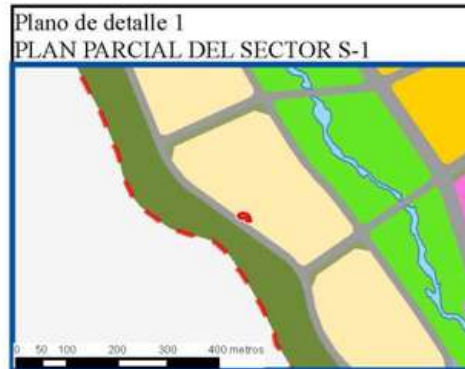 Plano de detalle 1
PLAN PARCIAL DEL SECTOR S-1
0 50 100 200 300 400 metros